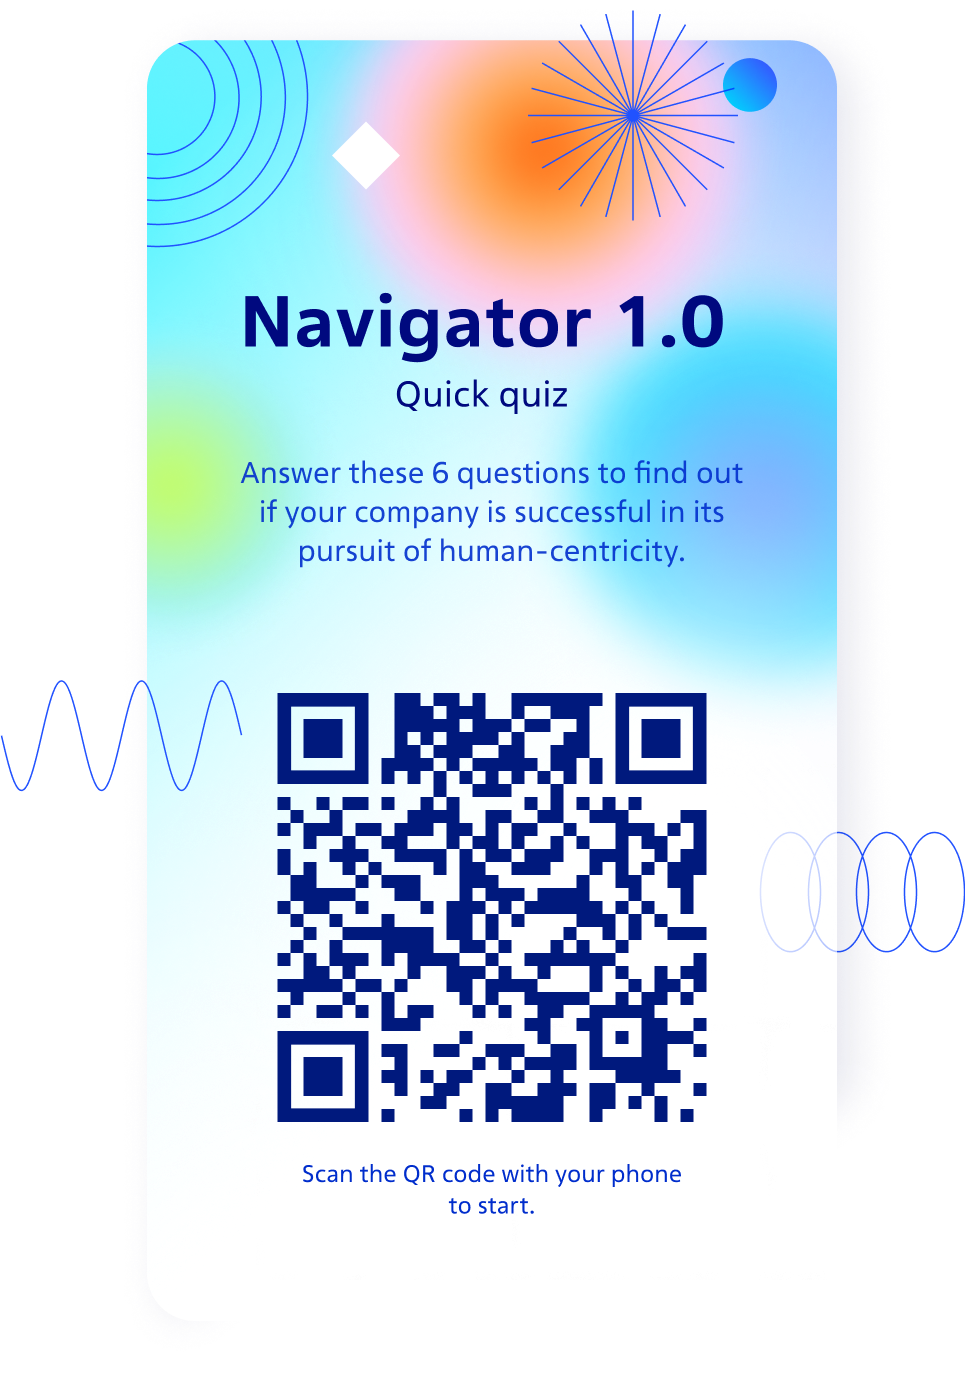 Navigator 1.0
Quick quiz
Answer these 6 questions to find out
if your company is successful in its
pursuit of human-centricity.
Scan the QR code with your phone
to start.